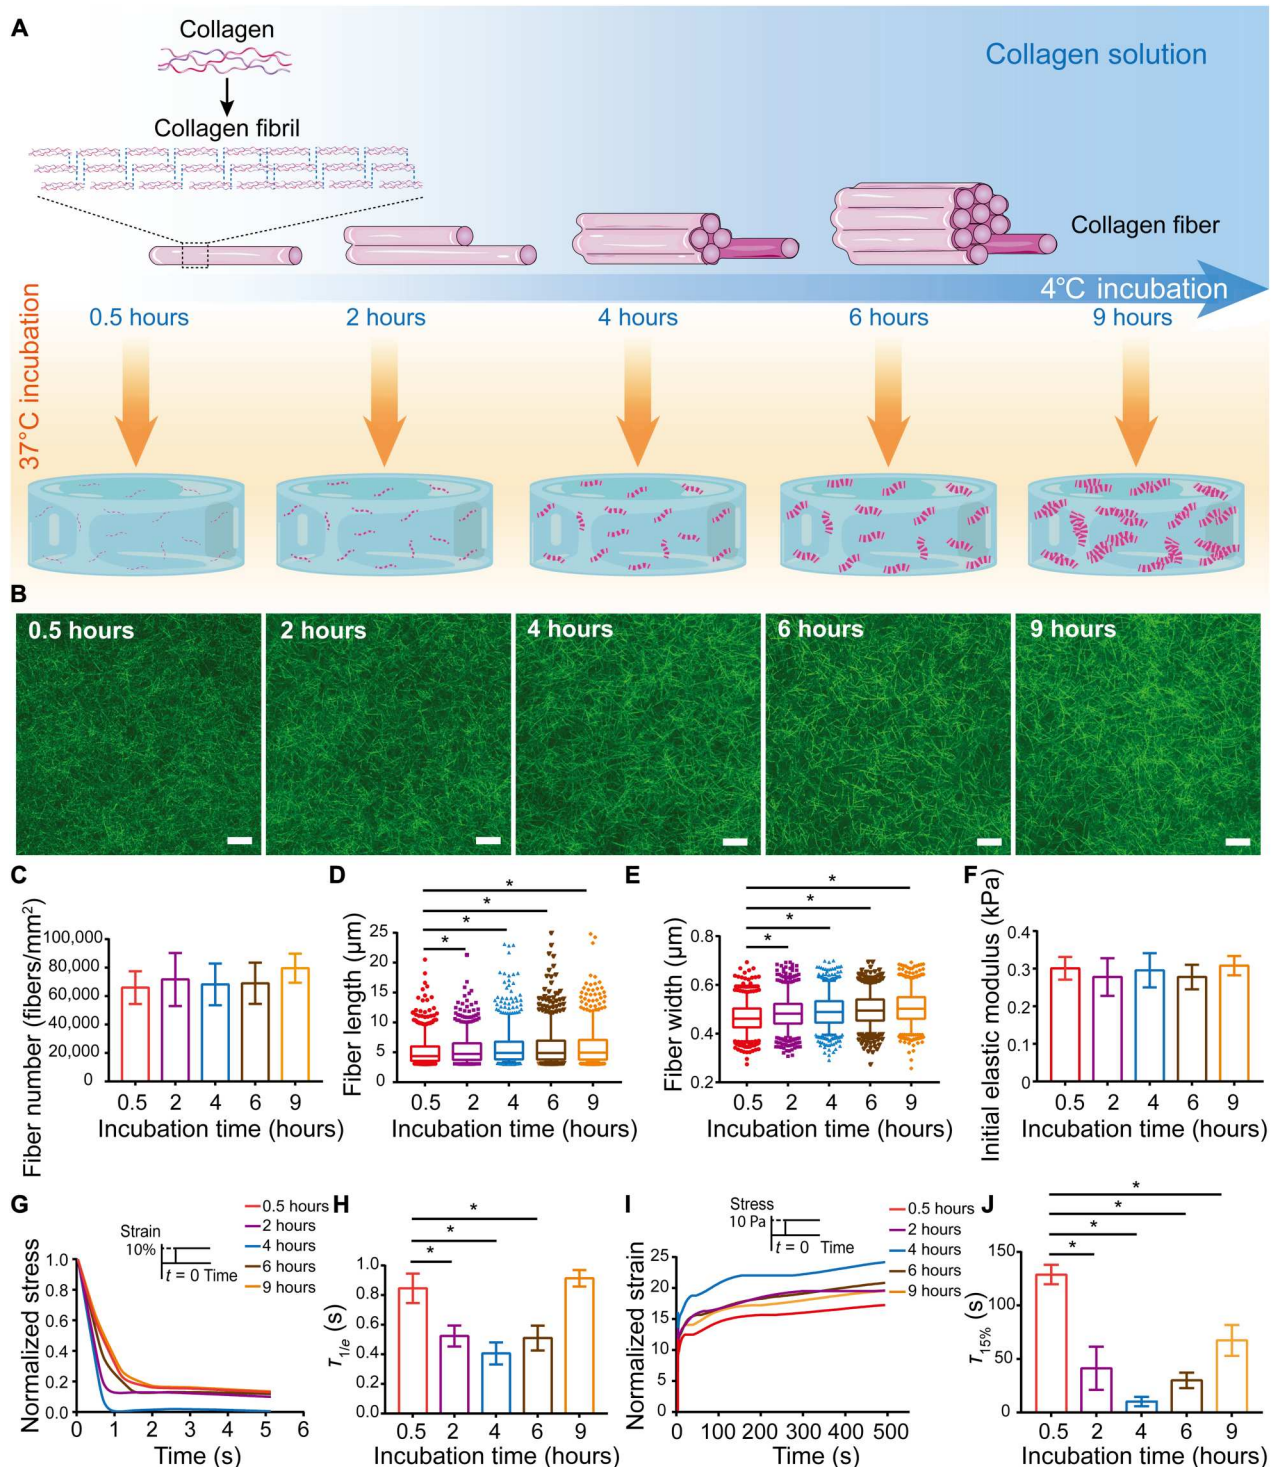 A
Collagen
Collagen solution
Collagen fibril
Collagen fiber
4°C incubation
37°C incubation
0.5 hours
2 hours
4 hours
6 hours
9 hours
B
0.5 hours
2 hours
4 hours
6 hours
9 hours
C
Fiber number (fibers/mm²)
100,000
80,000
60,000
40,000
20,000
0
0.5 2 4 6 9
Incubation time (hours)
D
Fiber length (µm)
25
20
15
10
5
0
* * * *
0.5 2 4 6 9
Incubation time (hours)
E
Fiber width (µm)
0.8
0.6
0.4
0.2
* * * *
0.5 2 4 6 9
Incubation time (hours)
F
Initial elastic modulus (kPa)
0.4
0.3
0.2
0.1
0
0.5 2 4 6 9
Incubation time (hours)
G
Normalized stress
1.0
0.8
0.6
0.4
0.2
0.0
0 1 2 3 4 5 6
Time (s)
Strain
10%
t = 0 Time
0.5 hours
2 hours
4 hours
6 hours
9 hours
H
T1/e (s)
1.0
0.8
0.6
0.4
0.2
0.0
* * *
0.5 2 4 6 9
Incubation time (hours)
I
Normalized strain
25
20
15
10
5
0
0 100 200 300 400 500
Time (s)
Stress
10 Pa
t = 0 Time
0.5 hours
2 hours
4 hours
6 hours
9 hours
J
T15% (s)
150
100
50
0
* * * *
0.5 2 4 6 9
Incubation time (hours)